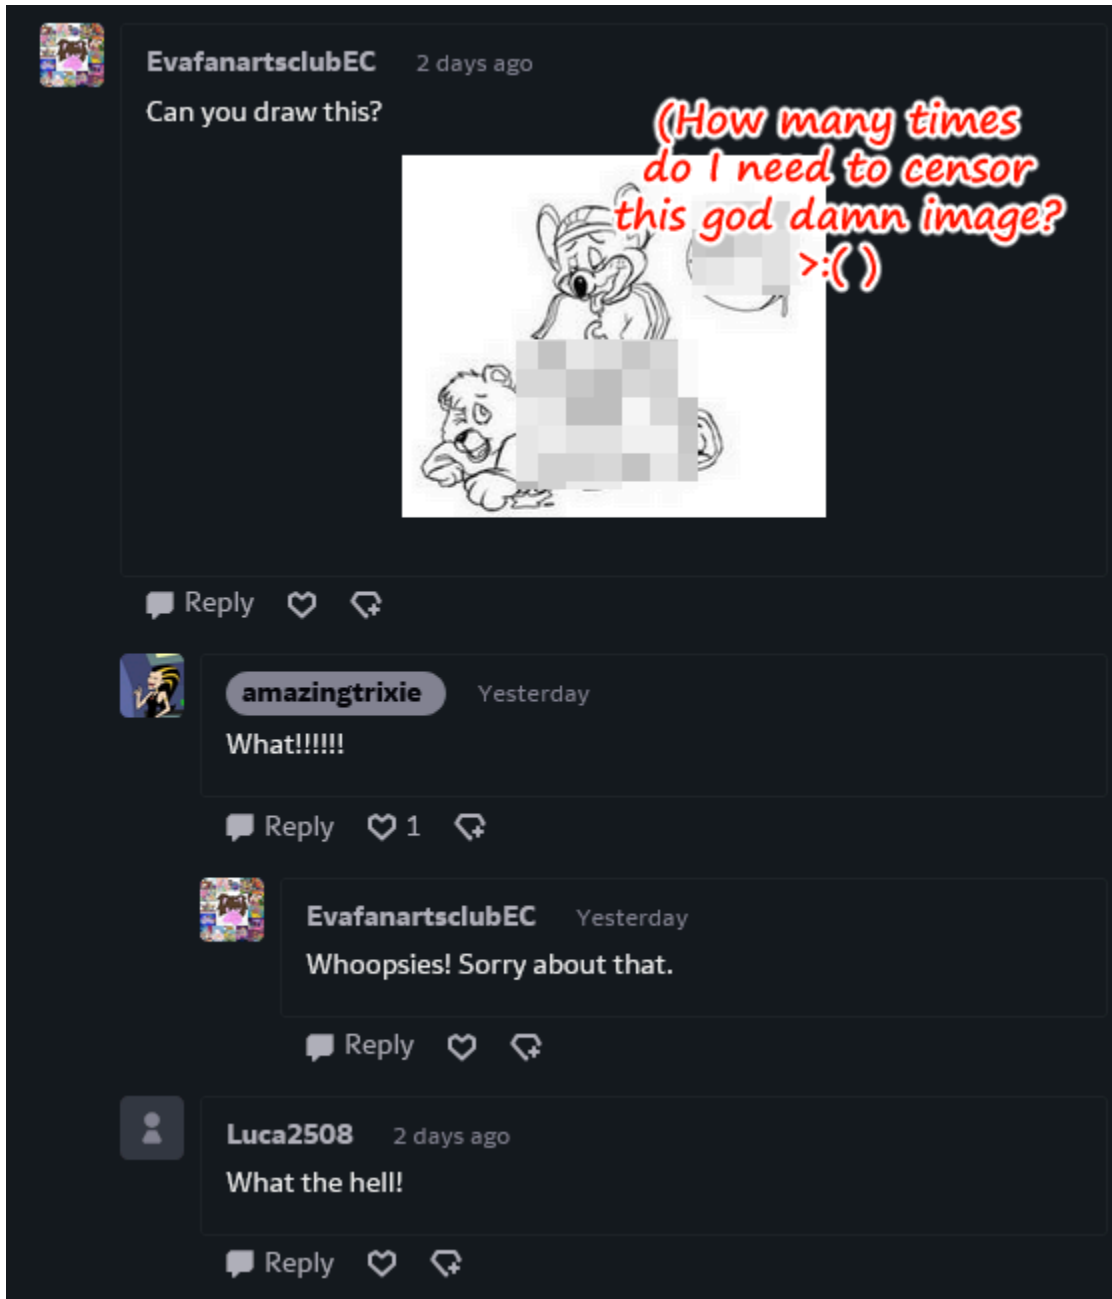 EvafanartsclubEC 2 days ago
Can you draw this?
(How many times
do I need to censor
this god damn image?
>:( )
Reply
amazingtrixie Yesterday
What!!!!!!
Reply 1
EvafanartsclubEC Yesterday
Whoopsies! Sorry about that.
Reply
Luca2508 2 days ago
What the hell!
Reply